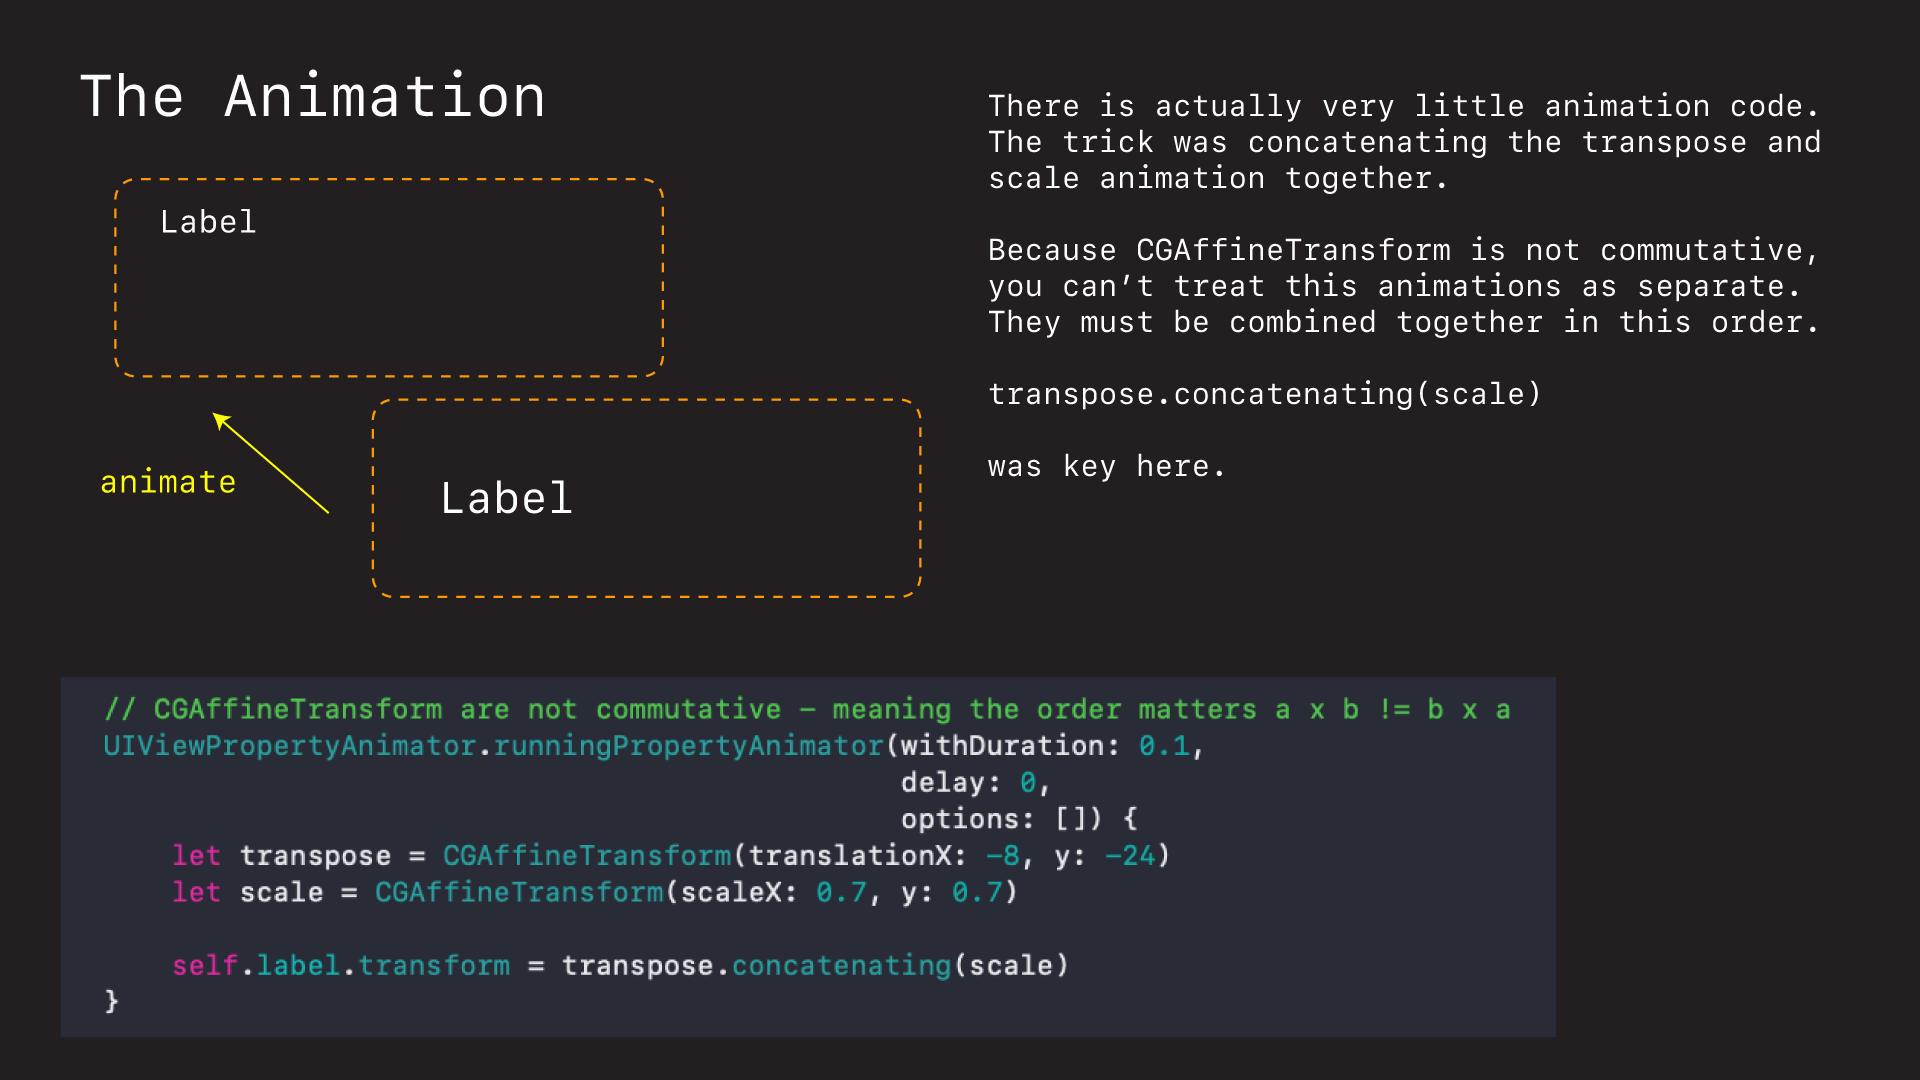 The Animation
Label
animate
Label
There is actually very little animation code.
The trick was concatenating the transpose and
scale animation together.
Because CGAffineTransform is not commutative,
you can’t treat this animations as separate.
They must be combined together in this order.
transpose.concatenating(scale)
was key here.
// CGAffineTransform are not commutative – meaning the order matters a x b != b x a
UIViewPropertyAnimator.runningPropertyAnimator(withDuration: 0.1,
delay: 0,
options: []) {
let transpose = CGAffineTransform(translationX: -8, y: -24)
let scale = CGAffineTransform(scaleX: 0.7, y: 0.7)
self.label.transform = transpose.concatenating(scale)
}